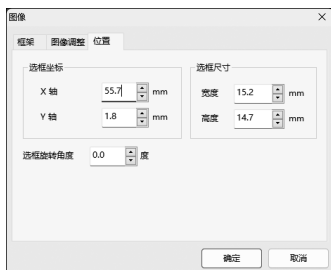 图像
框架 图像调整 位置
选框坐标 选框尺寸
X 轴 55.7 mm 宽度 15.2 mm
Y 轴 1.8 mm 高度 14.7 mm
选框旋转角度 0.0 度
确定 取消